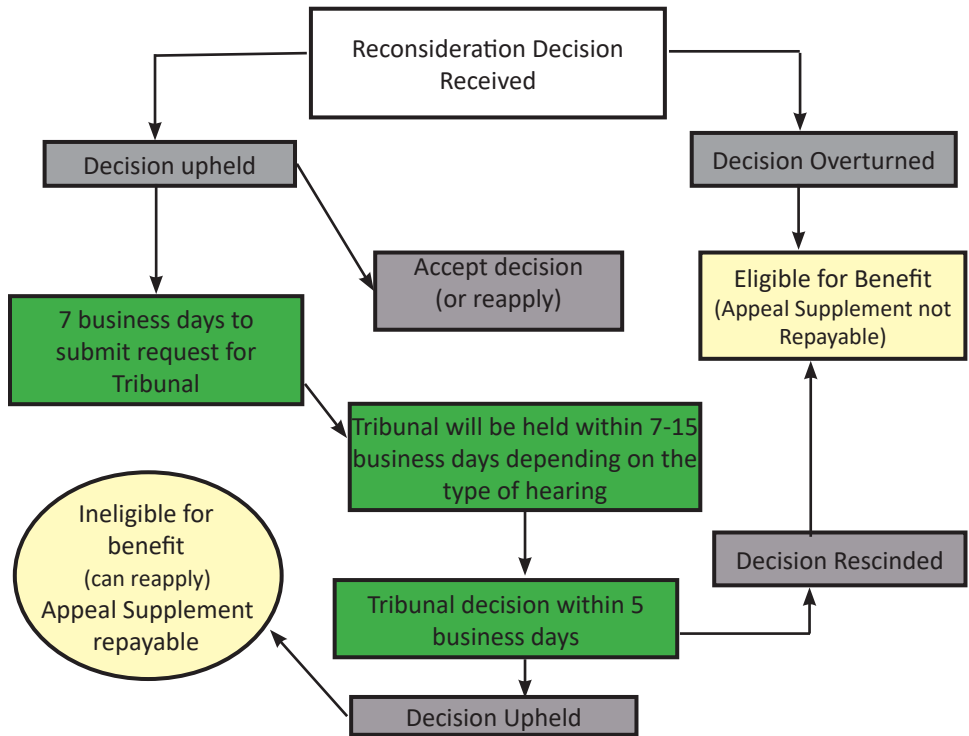 Reconsideration Decision
Received
Decision upheld
Decision Overturned
Accept decision
(or reapply)
Eligible for Benefit
(Appeal Supplement not
Repayable)
7 business days to
submit request for
Tribunal
Tribunal will be held within 7-15
business days depending on the
type of hearing
Ineligible for
benefit
(can reapply)
Appeal Supplement
repayable
Decision Rescinded
Tribunal decision within 5
business days
Decision Upheld